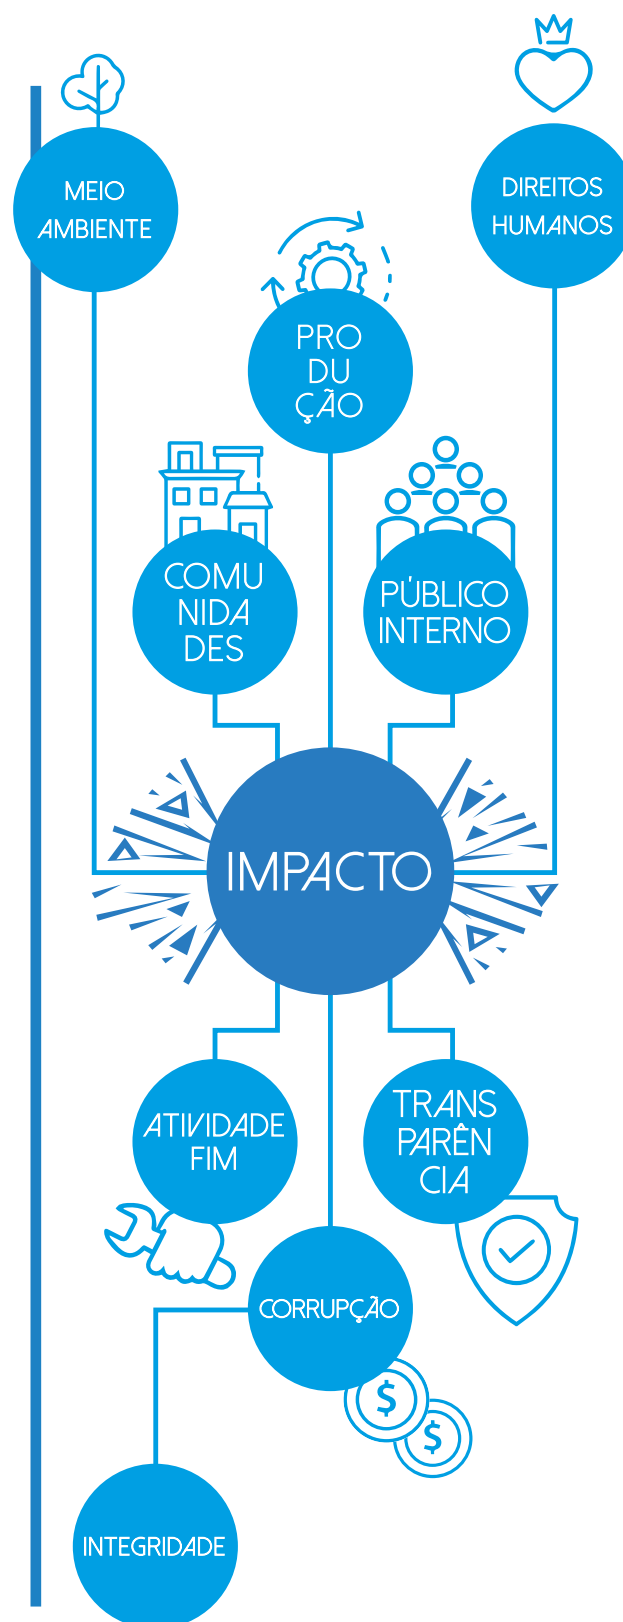 MEIO
AMBIENTE
DIREITOS
HUMANOS
PRO
DU
ÇÃO
COMU
NIDA
DES
PÚBLICO
INTERNO
IMPACTO
ATIVIDADE
FIM
TRANS
PARÊN
CIA
CORRUPÇÃO
$
$
INTEGRIDADE